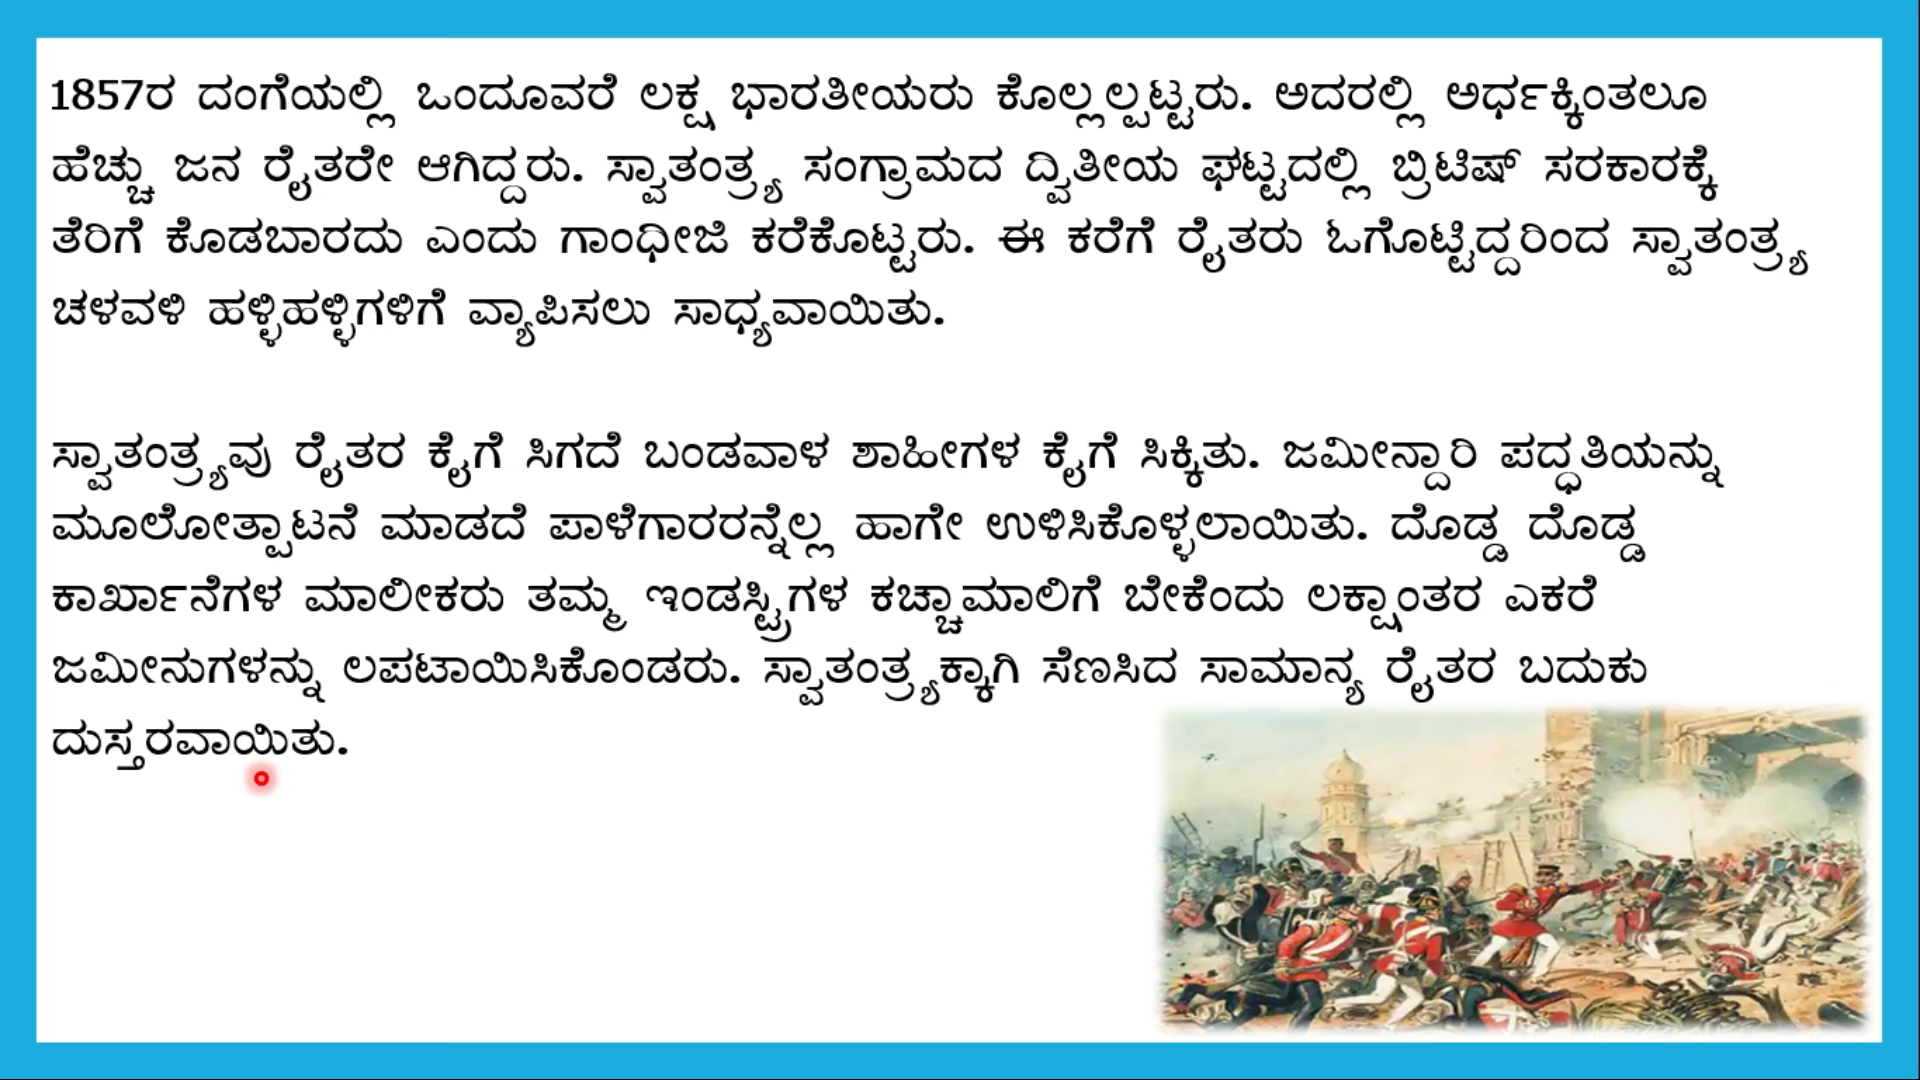 1857ರ ದಂಗೆಯಲ್ಲಿ ಒಂದೂವರೆ ಲಕ್ಷ ಭಾರತೀಯರು ಕೊಲ್ಲಲ್ಪಟ್ಟರು. ಅದರಲ್ಲಿ ಅರ್ಧಕ್ಕಿಂತಲೂ
ಹೆಚ್ಚು ಜನ ರೈತರೇ ಆಗಿದ್ದರು. ಸ್ವಾತಂತ್ರ್ಯ ಸಂಗ್ರಾಮದ ದ್ವಿತೀಯ ಘಟ್ಟದಲ್ಲಿ ಬ್ರಿಟಿಷ್ ಸರಕಾರಕ್ಕೆ
ತೆರಿಗೆ ಕೊಡಬಾರದು ಎಂದು ಗಾಂಧೀಜಿ ಕರೆಕೊಟ್ಟರು. ಈ ಕರೆಗೆ ರೈತರು ಓಗೊಟ್ಟಿದ್ದರಿಂದ ಸ್ವಾತಂತ್ರ್ಯ
ಚಳವಳಿ ಹಳ್ಳಿಹಳ್ಳಿಗಳಿಗೆ ವ್ಯಾಪಿಸಲು ಸಾಧ್ಯವಾಯಿತು.
ಸ್ವಾತಂತ್ರ್ಯವು ರೈತರ ಕೈಗೆ ಸಿಗದೆ ಬಂಡವಾಳ ಶಾಹೀಗಳ ಕೈಗೆ ಸಿಕ್ಕಿತು. ಜಮೀನ್ದಾರಿ ಪದ್ಧತಿಯನ್ನು
ಮೂಲೋತ್ಪಾಟನೆ ಮಾಡದೆ ಪಾಳೆಗಾರರನ್ನೆಲ್ಲ ಹಾಗೇ ಉಳಿಸಿಕೊಳ್ಳಲಾಯಿತು. ದೊಡ್ಡ ದೊಡ್ಡ
ಕಾರ್ಖಾನೆಗಳ ಮಾಲೀಕರು ತಮ್ಮ ಇಂಡಸ್ಟ್ರಿಗಳ ಕಚ್ಚಾಮಾಲಿಗೆ ಬೇಕೆಂದು ಲಕ್ಷಾಂತರ ಎಕರೆ
ಜಮೀನುಗಳನ್ನು ಲಪಟಾಯಿಸಿಕೊಂಡರು. ಸ್ವಾತಂತ್ರ್ಯಕ್ಕಾಗಿ ಸೆಣಸಿದ ಸಾಮಾನ್ಯ ರೈತರ ಬದುಕು
ದುಸ್ತರವಾಯಿತು.